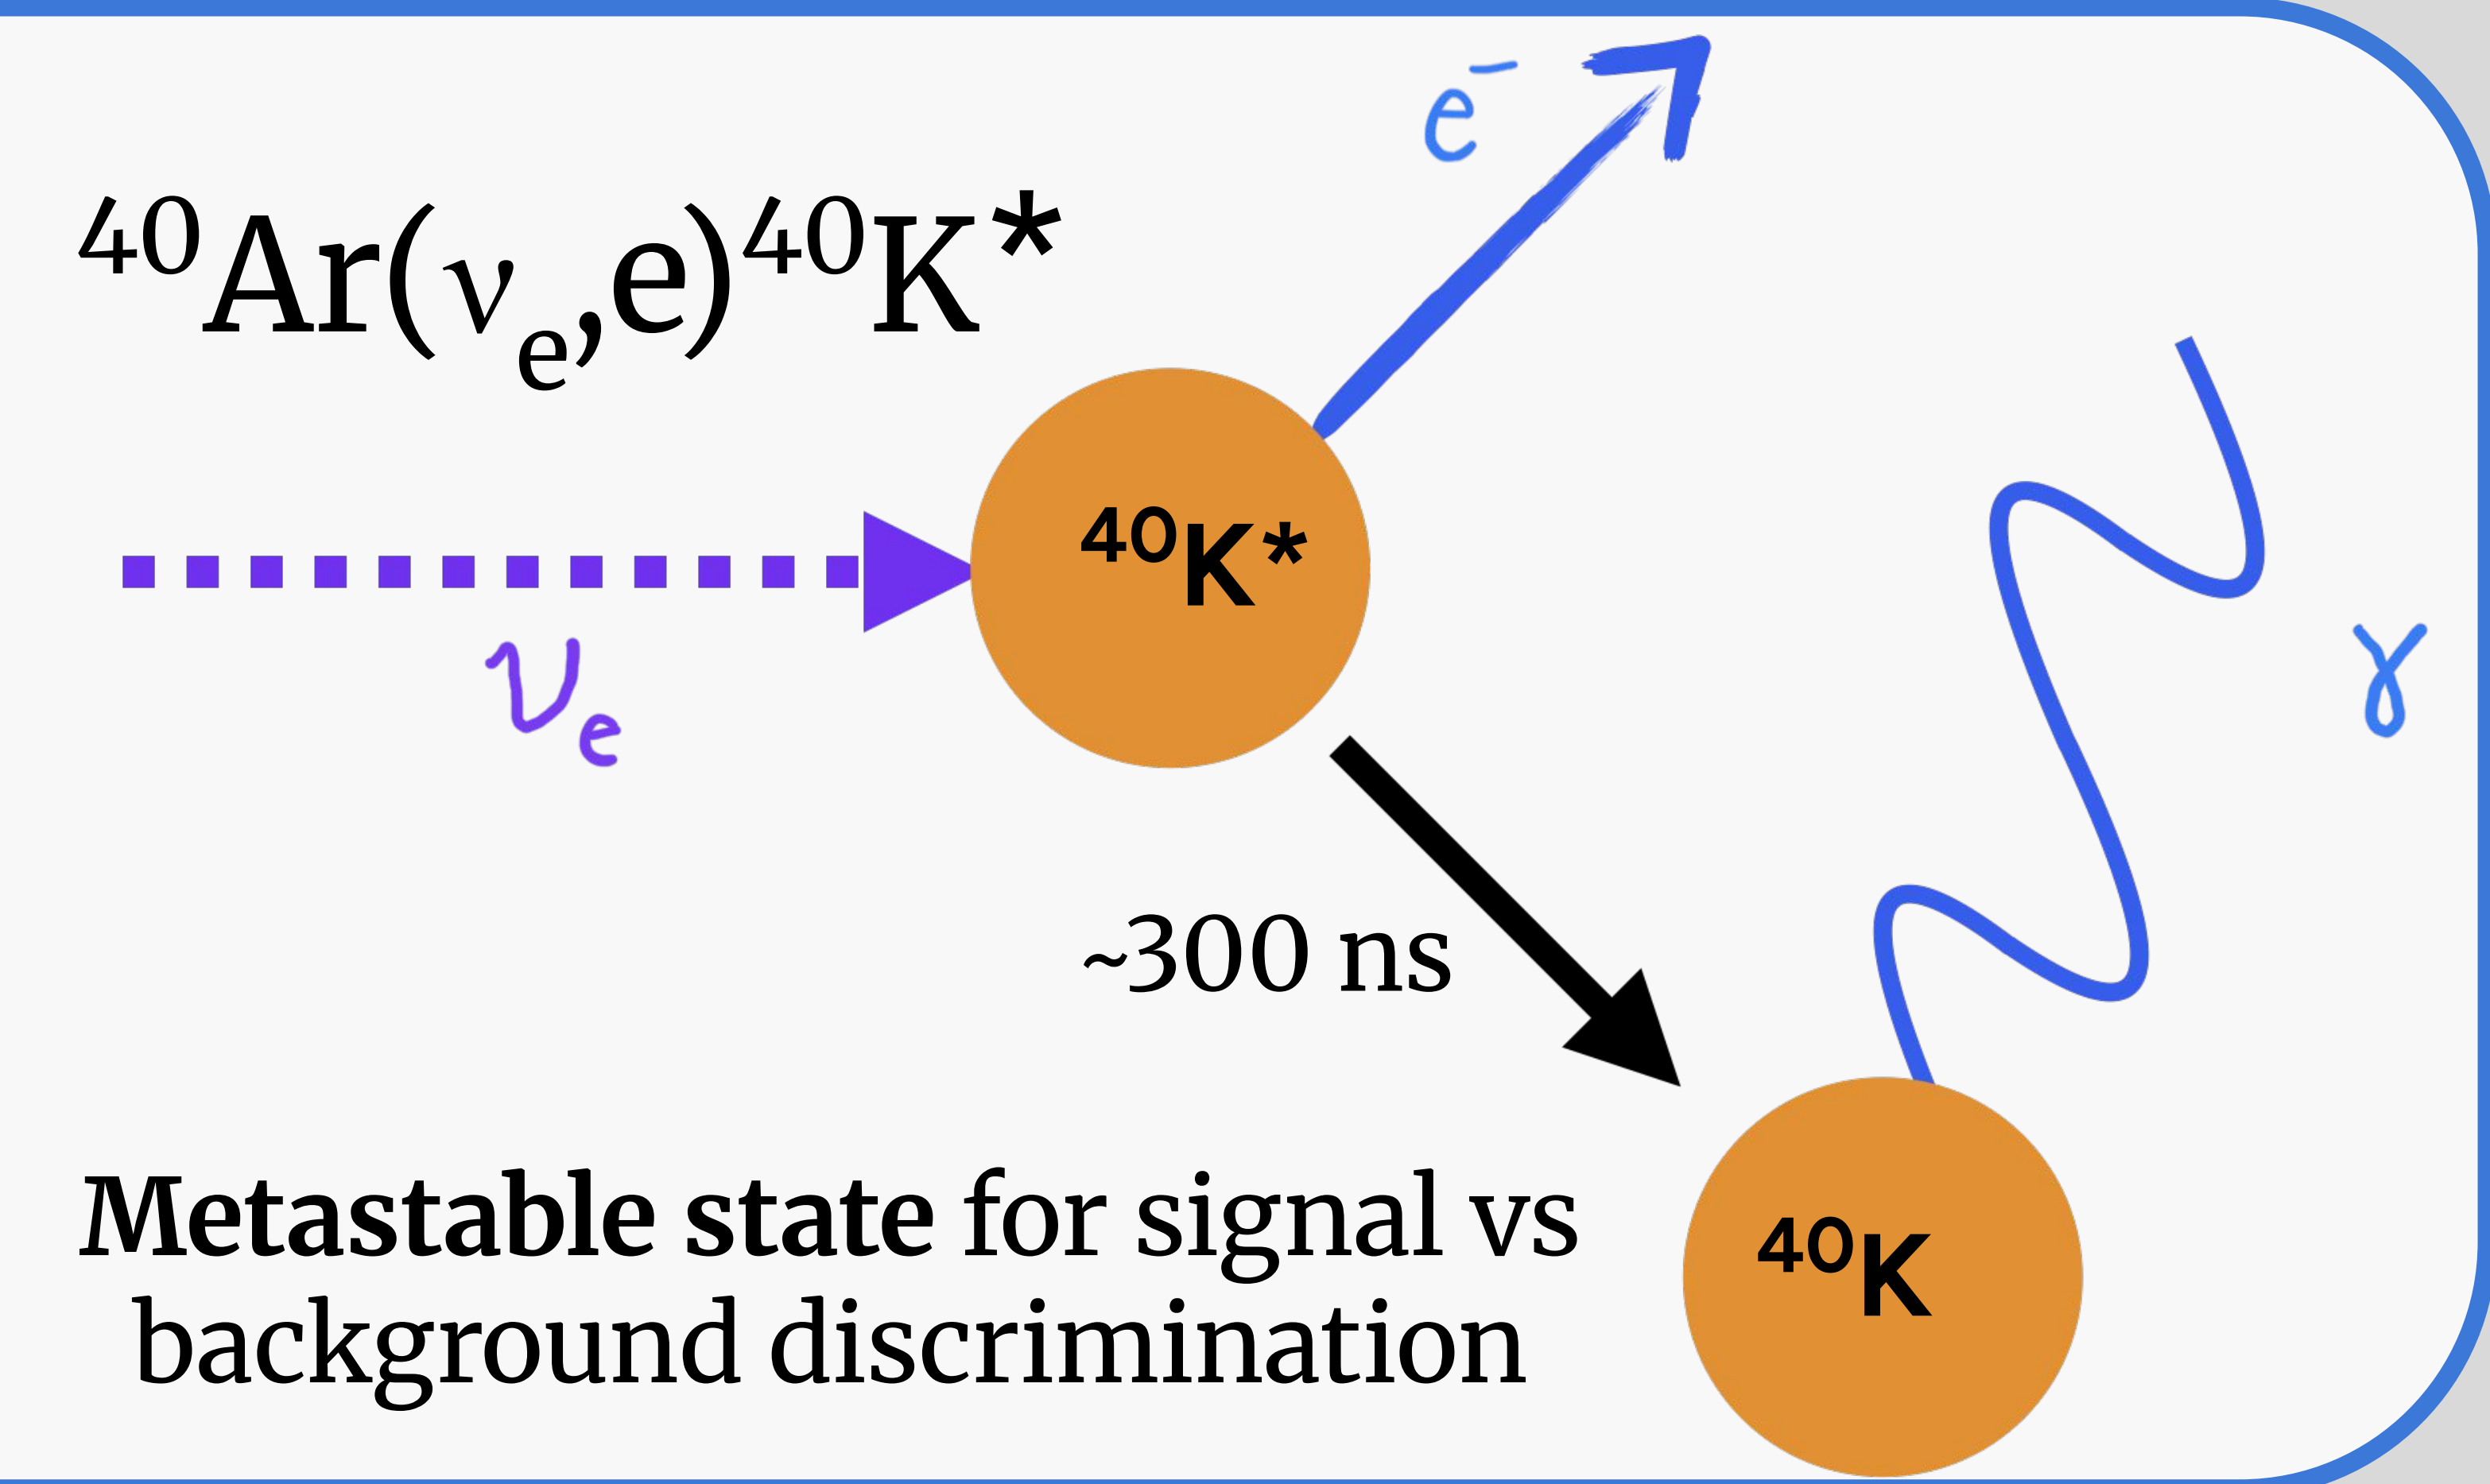 e⁻
⁴⁰Ar(νₑ,e)⁴⁰K*
⁴⁰K*
νₑ
γ
~300 ns
Metastable state for signal vs
background discrimination
⁴⁰K